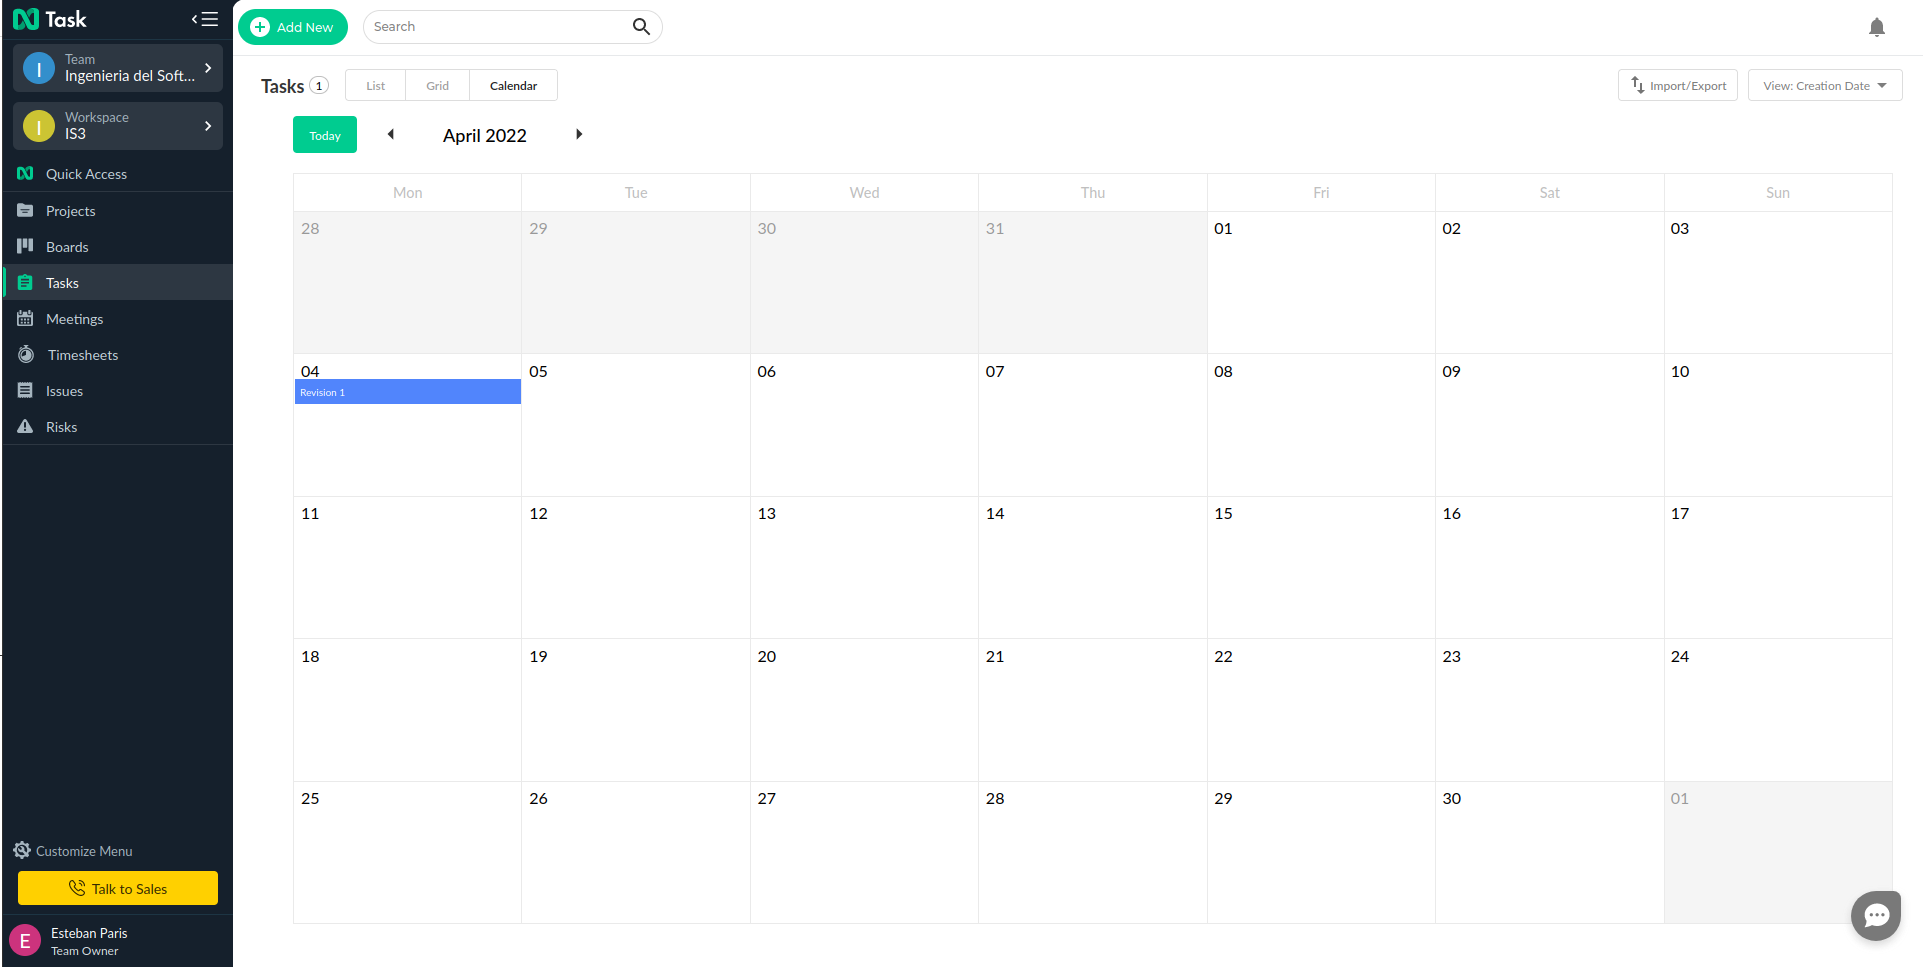 Task
Team
Ingenieria del Soft...
Workspace
IS3
Quick Access
Projects
Boards
Tasks
Meetings
Timesheets
Issues
Risks
Customize Menu
Talk to Sales
E
Esteban Paris
Team Owner
Add New
Search
Tasks 1
List Grid Calendar
Import/Export
View: Creation Date
Today
April 2022
Mon Tue Wed Thu Fri Sat Sun
28 29 30 31 01 02 03
04 05 06 07 08 09 10
Revision 1
11 12 13 14 15 16 17
18 19 20 21 22 23 24
25 26 27 28 29 30 01